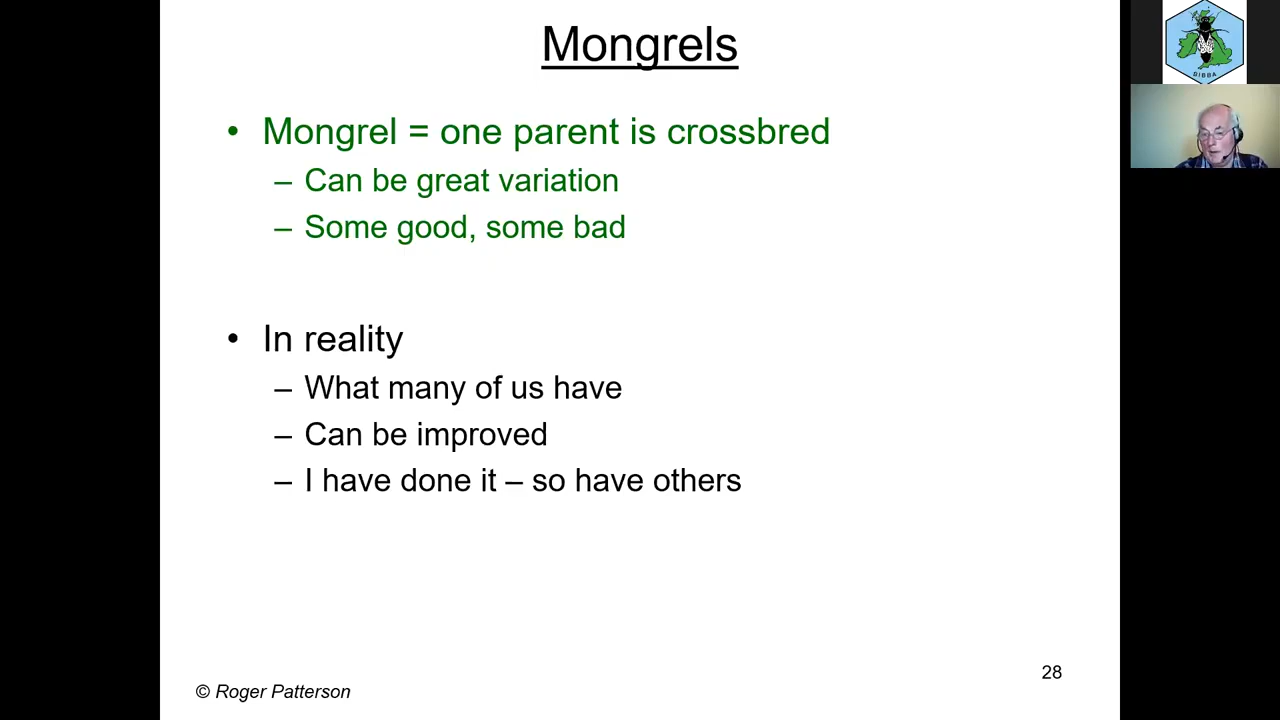 Mongrels
• Mongrel = one parent is crossbred
– Can be great variation
– Some good, some bad
• In reality
– What many of us have
– Can be improved
– I have done it – so have others
28
© Roger Patterson
BIBBA